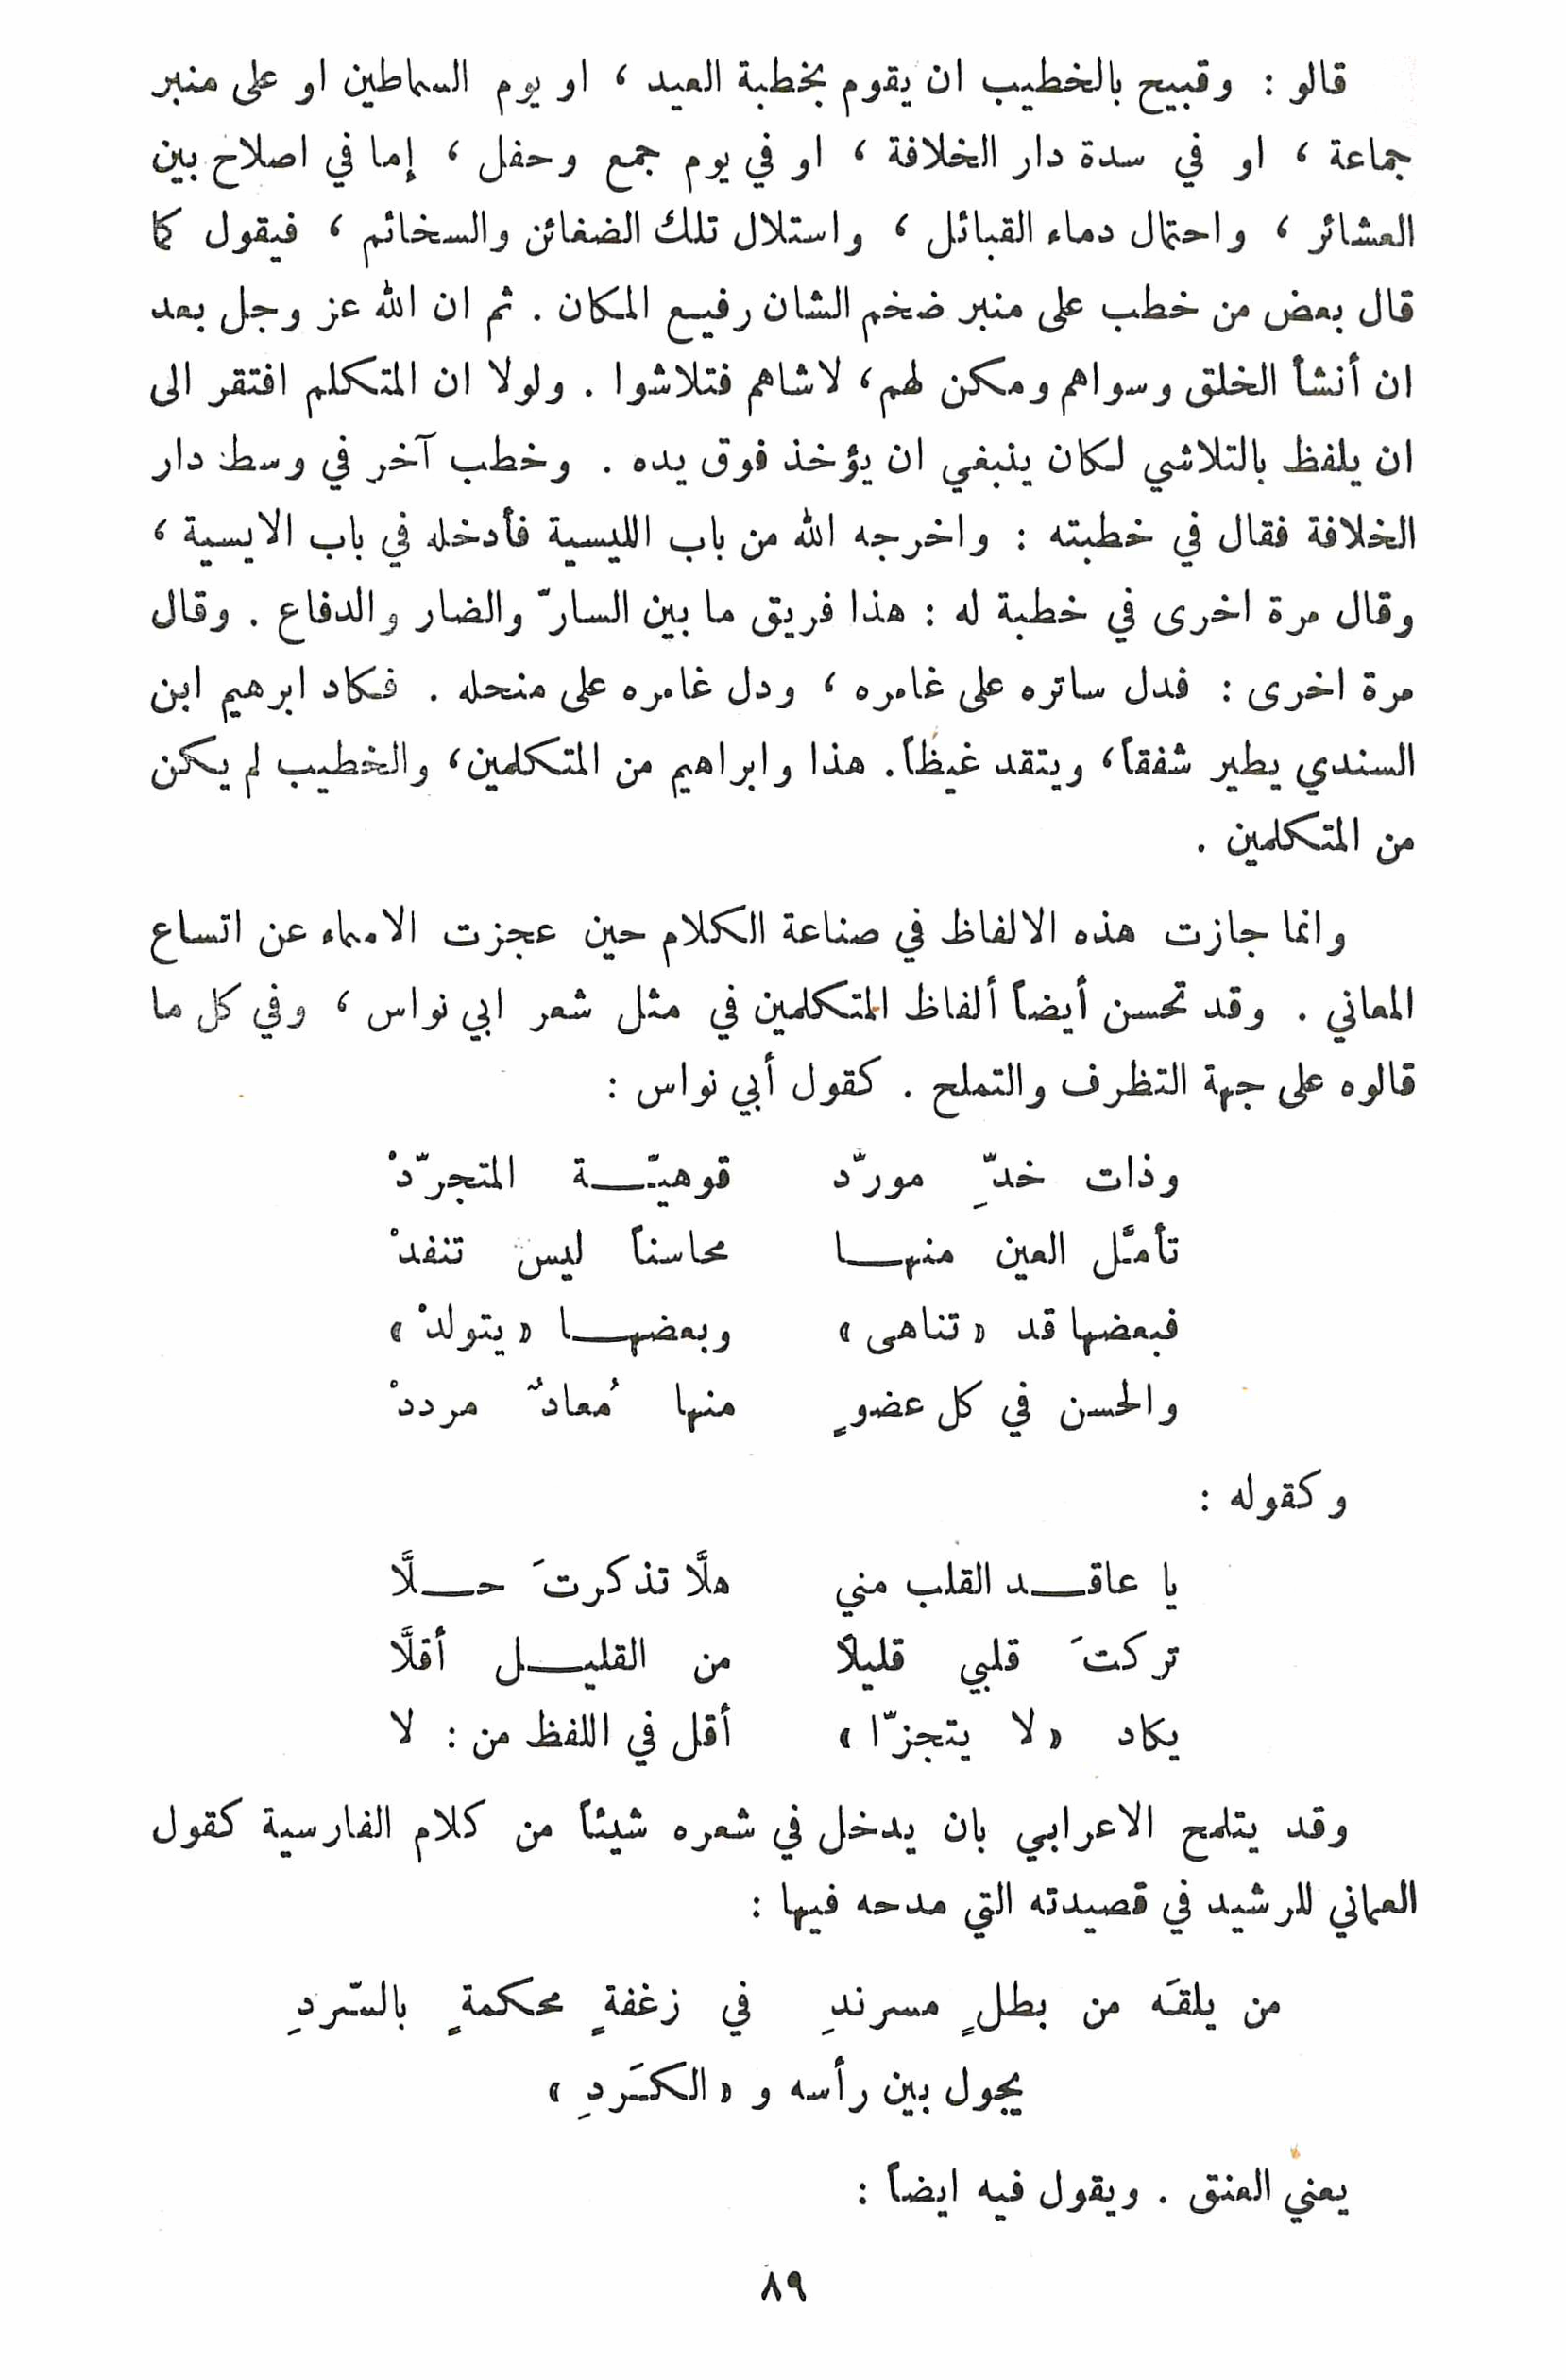 قالو : وقبيح بالخطيب ان يقوم بخطبة العيد ، او يوم السماطين او على منبر
جماعة ، او في سدة دار الخلافة ، او في يوم جمع وحفل ، إما في اصلاح بين
العشائر ، واحتمال دماء القبائل ، واستلال تلك الضغائن والسخائم ، فيقول كما
قال بعض من خطب على منبر ضخم الشان رفيع المكان . ثم ان الله عز وجل بعد
ان أنشأ الخلق وسواهم ومكن لهم ، لاشاهم فتلاشوا . ولولا ان المتكلم افتقر الى
ان يلفظ بالتلاشي لكان ينبغي ان يؤخذ فوق يده . وخطب آخر في وسط دار
الخلافة فقال في خطبته : واخرجه الله من باب الليسية فأدخله في باب الايسية ،
وقال مرة اخرى في خطبة له : هذا فريق ما بين السارّ والضار والدفاع . وقال
مرة اخرى : فدل ساتره على غامره ، ودل غامره على منحله . فكاد ابرهيم ابن
السندي يطير شفقاً ، ويتقد غيظاً . هذا وابراهيم من المتكلمين ، والخطيب لم يكن
من المتكلمين .
وانما جازت هذه الالفاظ في صناعة الكلام حين عجزت الاسماء عن اتساع
المعاني . وقد تحسن أيضاً ألفاظ المتكلمين في مثل شعر ابي نواس ، وفي كل ما
قالوه على جهة التظرف والتملح . كقول أبي نواس :
وذات خدِّ مورّد قوهيّة المتجرّدْ
تأمَّل العين منها محاسناً ليس تنفدْ
فبعضها قد « تناهى » وبعضها « يتولدْ »
والحسن في كل عضوٍ منها مُعادٌ مرددْ
وكقوله :
يا عاقد القلب مني هلَّا تذكرتَ حلَّا
تركتَ قلبي قليلاً من القليل أقلَّا
يكاد « لا يتجزّا » أقل في اللفظ من : لا
وقد يتلمح الاعرابي بان يدخل في شعره شيئاً من كلام الفارسية كقول
العماني للرشيد في قصيدته التي مدحه فيها :
من يلقَه من بطلٍ مسرندِ في زغفةٍ محكمةٍ بالسّردِ
يجول بين رأسه و « الكَردِ »
يعني العنق . ويقول فيه ايضاً :
٨٩